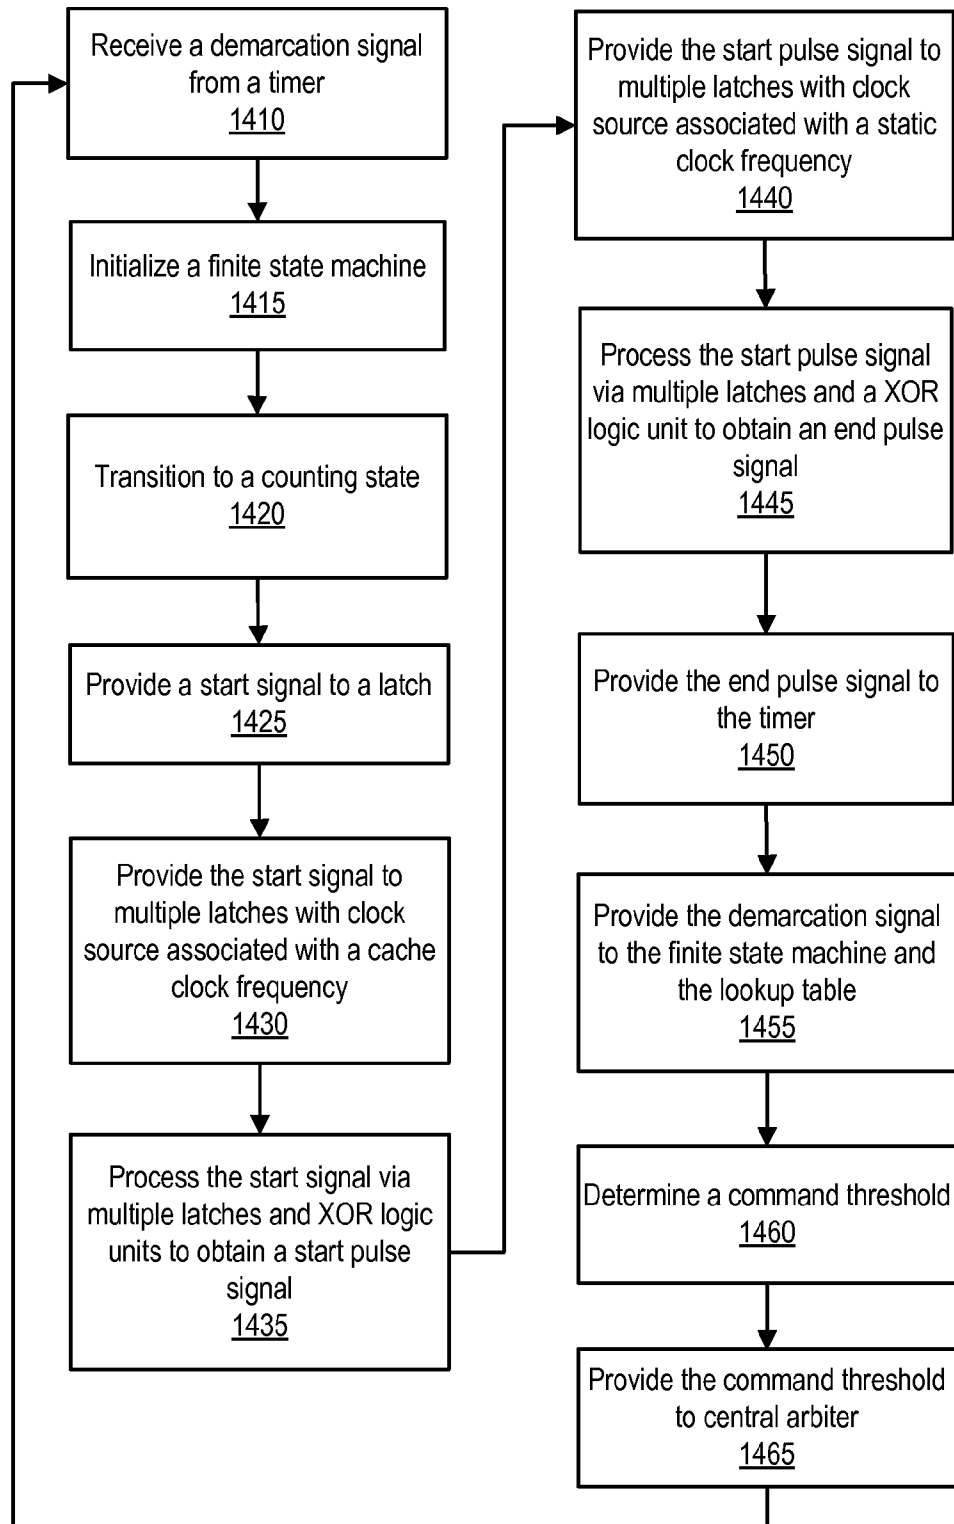 Receive a demarcation signal
from a timer
1410
Initialize a finite state machine
1415
Transition to a counting state
1420
Provide a start signal to a latch
1425
Provide the start signal to
multiple latches with clock
source associated with a cache
clock frequency
1430
Process the start signal via
multiple latches and XOR logic
units to obtain a start pulse
signal
1435
Provide the start pulse signal to
multiple latches with clock
source associated with a static
clock frequency
1440
Process the start pulse signal
via multiple latches and a XOR
logic unit to obtain an end pulse
signal
1445
Provide the end pulse signal to
the timer
1450
Provide the demarcation signal
to the finite state machine and
the lookup table
1455
Determine a command threshold
1460
Provide the command threshold
to central arbiter
1465